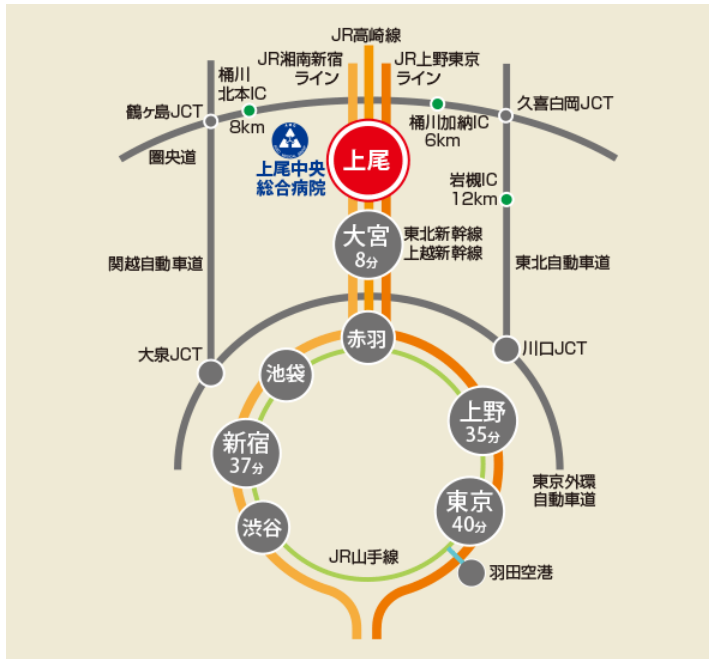 JR高崎線
JR湘南新宿
ライン
JR上野東京
ライン
桶川
北本IC
8km
鶴ヶ島JCT
久喜白岡JCT
桶川加納IC
6km
圏央道
上尾中央
総合病院
上尾
岩槻IC
12km
大宮
8分
東北新幹線
上越新幹線
関越自動車道
東北自動車道
赤羽
大泉JCT
川口JCT
池袋
上野
35分
新宿
37分
東京外環
自動車道
東京
40分
渋谷
JR山手線
羽田空港